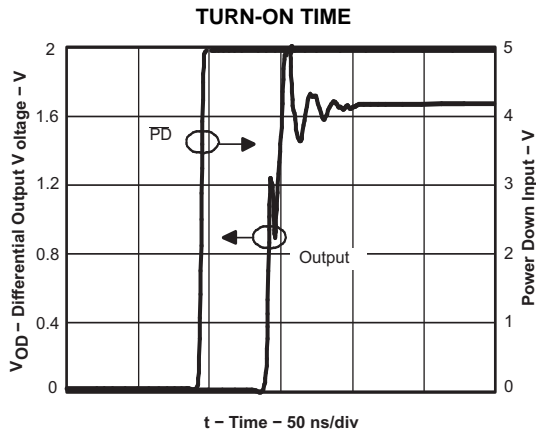 TURN-ON TIME
2
1.6
1.2
0.8
0.4
0
V OD – Differential Output V oltage – V
PD
Output
5
4
3
2
1
0
Power Down Input – V
t – Time – 50 ns/div